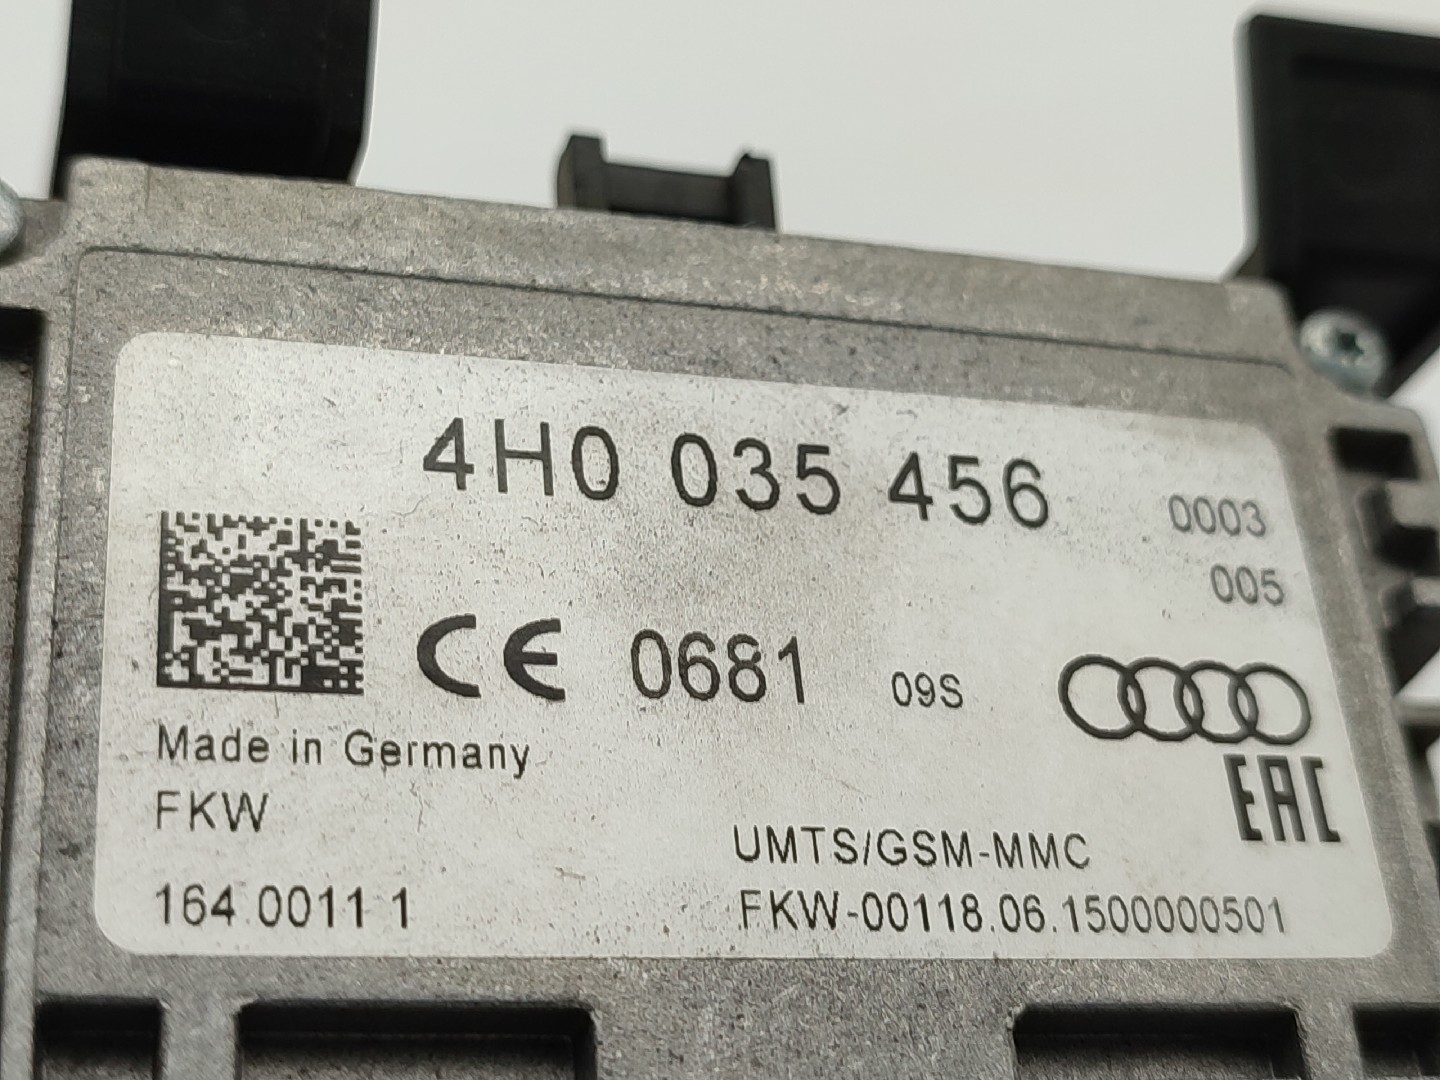 4H0 035 456 0003
005
CE 0681 09S
Made in Germany
FKW
EAC
UMTS/GSM-MMC
164 0011 1
FKW-00118.06.1500000501